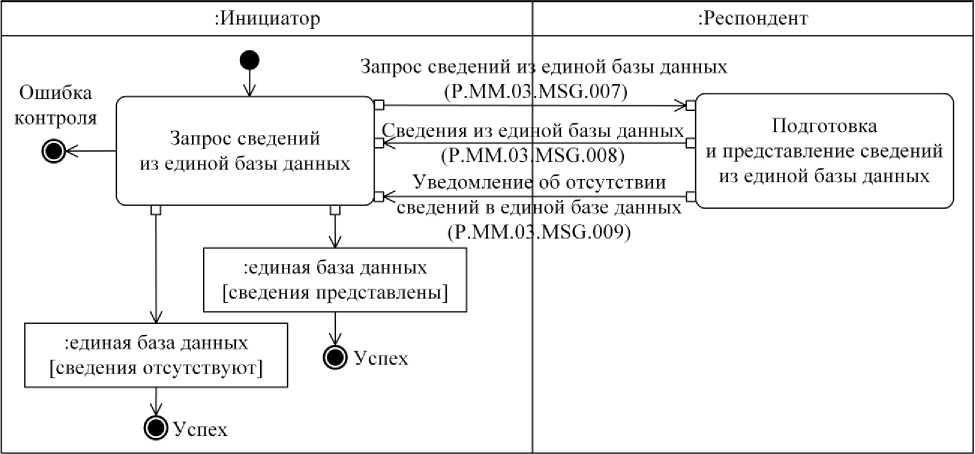 :Инициатор
:Респондент
Запрос сведений из единой базы данных
(P.MM.03.MSG.007)
Ошибка
контроля
Запрос сведений
из единой базы данных
Сведения из единой базы данных
(P.MM.03.MSG.008)
Подготовка
и представление сведений
из единой базы данных
Уведомление об отсутствии
сведений в единой базе данных
(P.MM.03.MSG.009)
:единая база данных
[сведения представлены]
:единая база данных
[сведения отсутствуют]
Успех
Успех